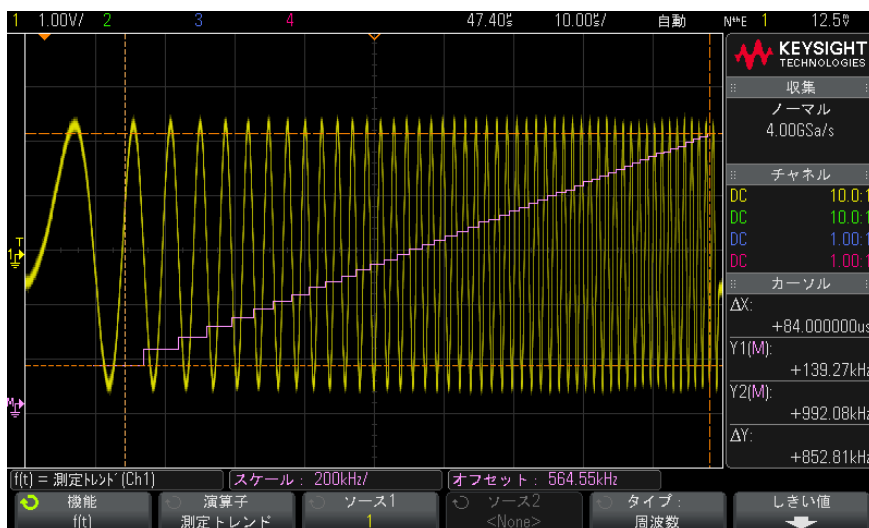 1 1.00V/ 2 3 4 47.40µs 10.00µs/ 自動 NthE 1 12.5V
KEYSIGHT
TECHNOLOGIES
収集
ノーマル
4.00GSa/s
チャネル
DC 10.0:1
DC 10.0:1
DC 1.00:1
DC 1.00:1
カーソル
ΔX:
+84.000000us
Y1(M):
+139.27kHz
Y2(M):
+992.08kHz
ΔY:
+852.81kHz
T
1
M
f(t) = 測定トレンド(Ch1) スケール : 200kHz/ オフセット : 564.55kHz
機能
f(t)
演算子
測定トレンド
ソース1
1
ソース2
<None>
タイプ :
周波数
しきい値